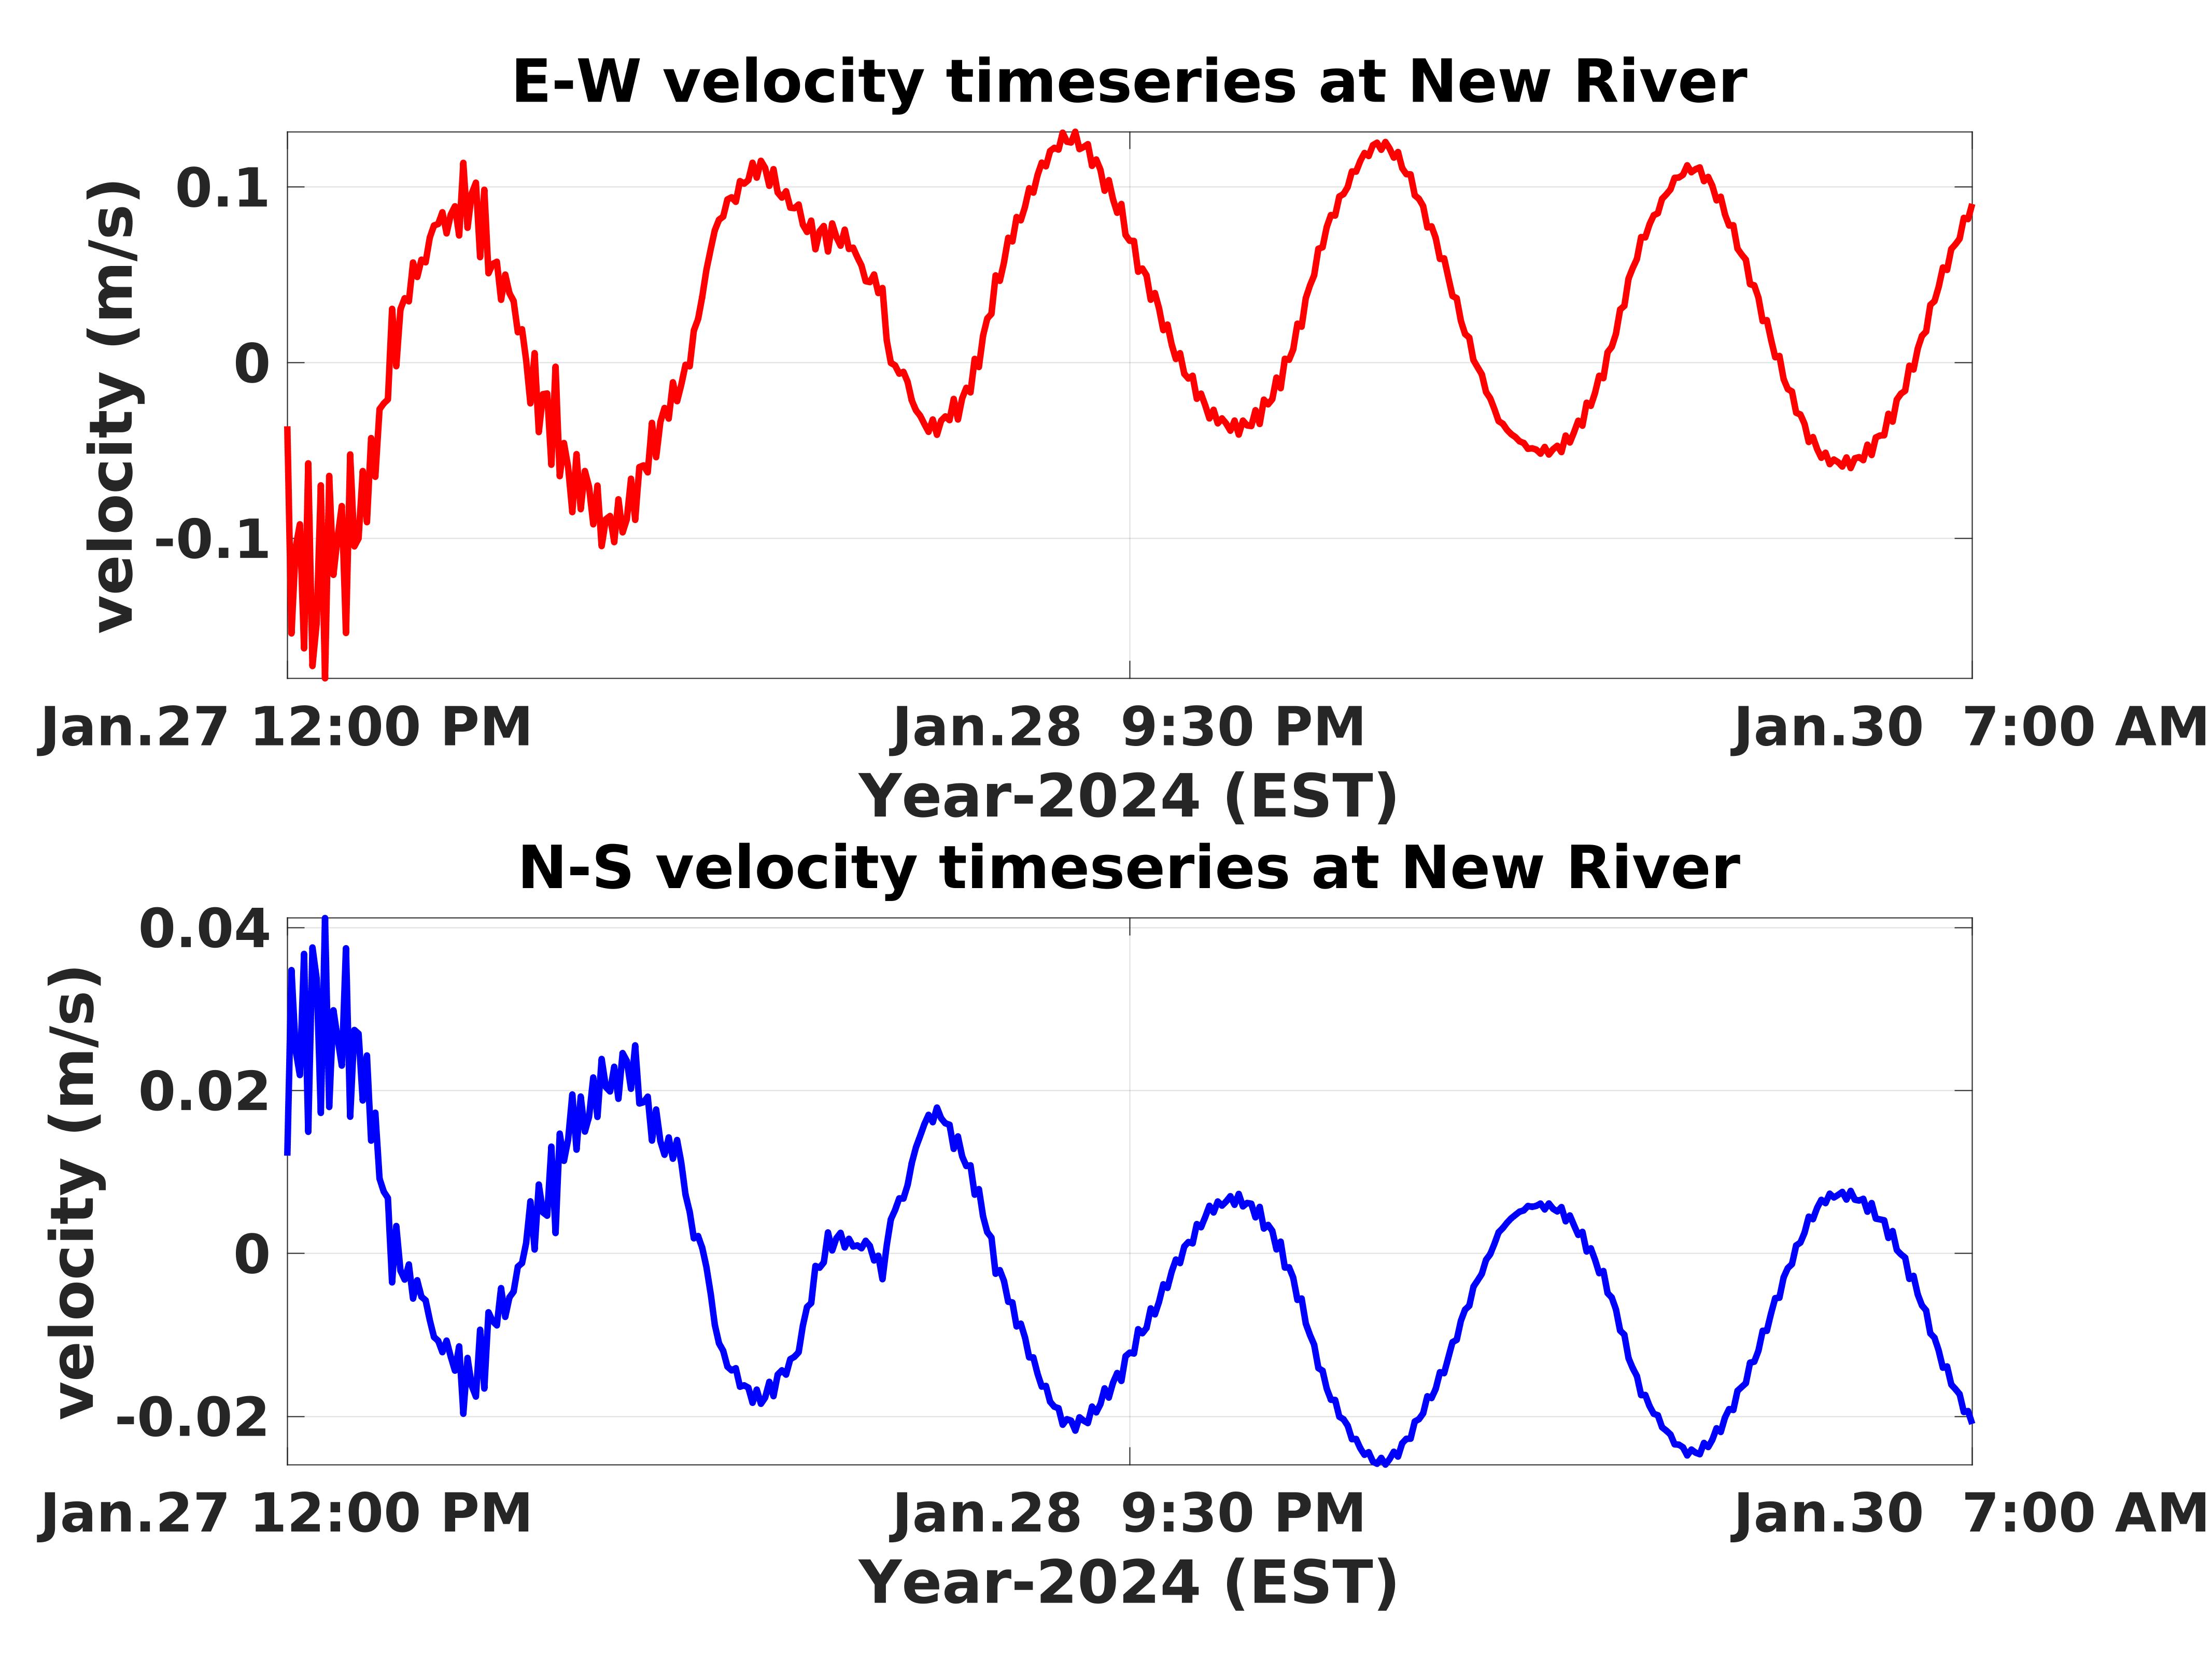 E-W velocity timeseries at New River
velocity (m/s)
0.1
0
-0.1
Jan.27 12:00 PM Jan.28 9:30 PM Jan.30 7:00 AM
Year-2024 (EST)
N-S velocity timeseries at New River
velocity (m/s)
0.04
0.02
0
-0.02
Jan.27 12:00 PM Jan.28 9:30 PM Jan.30 7:00 AM
Year-2024 (EST)